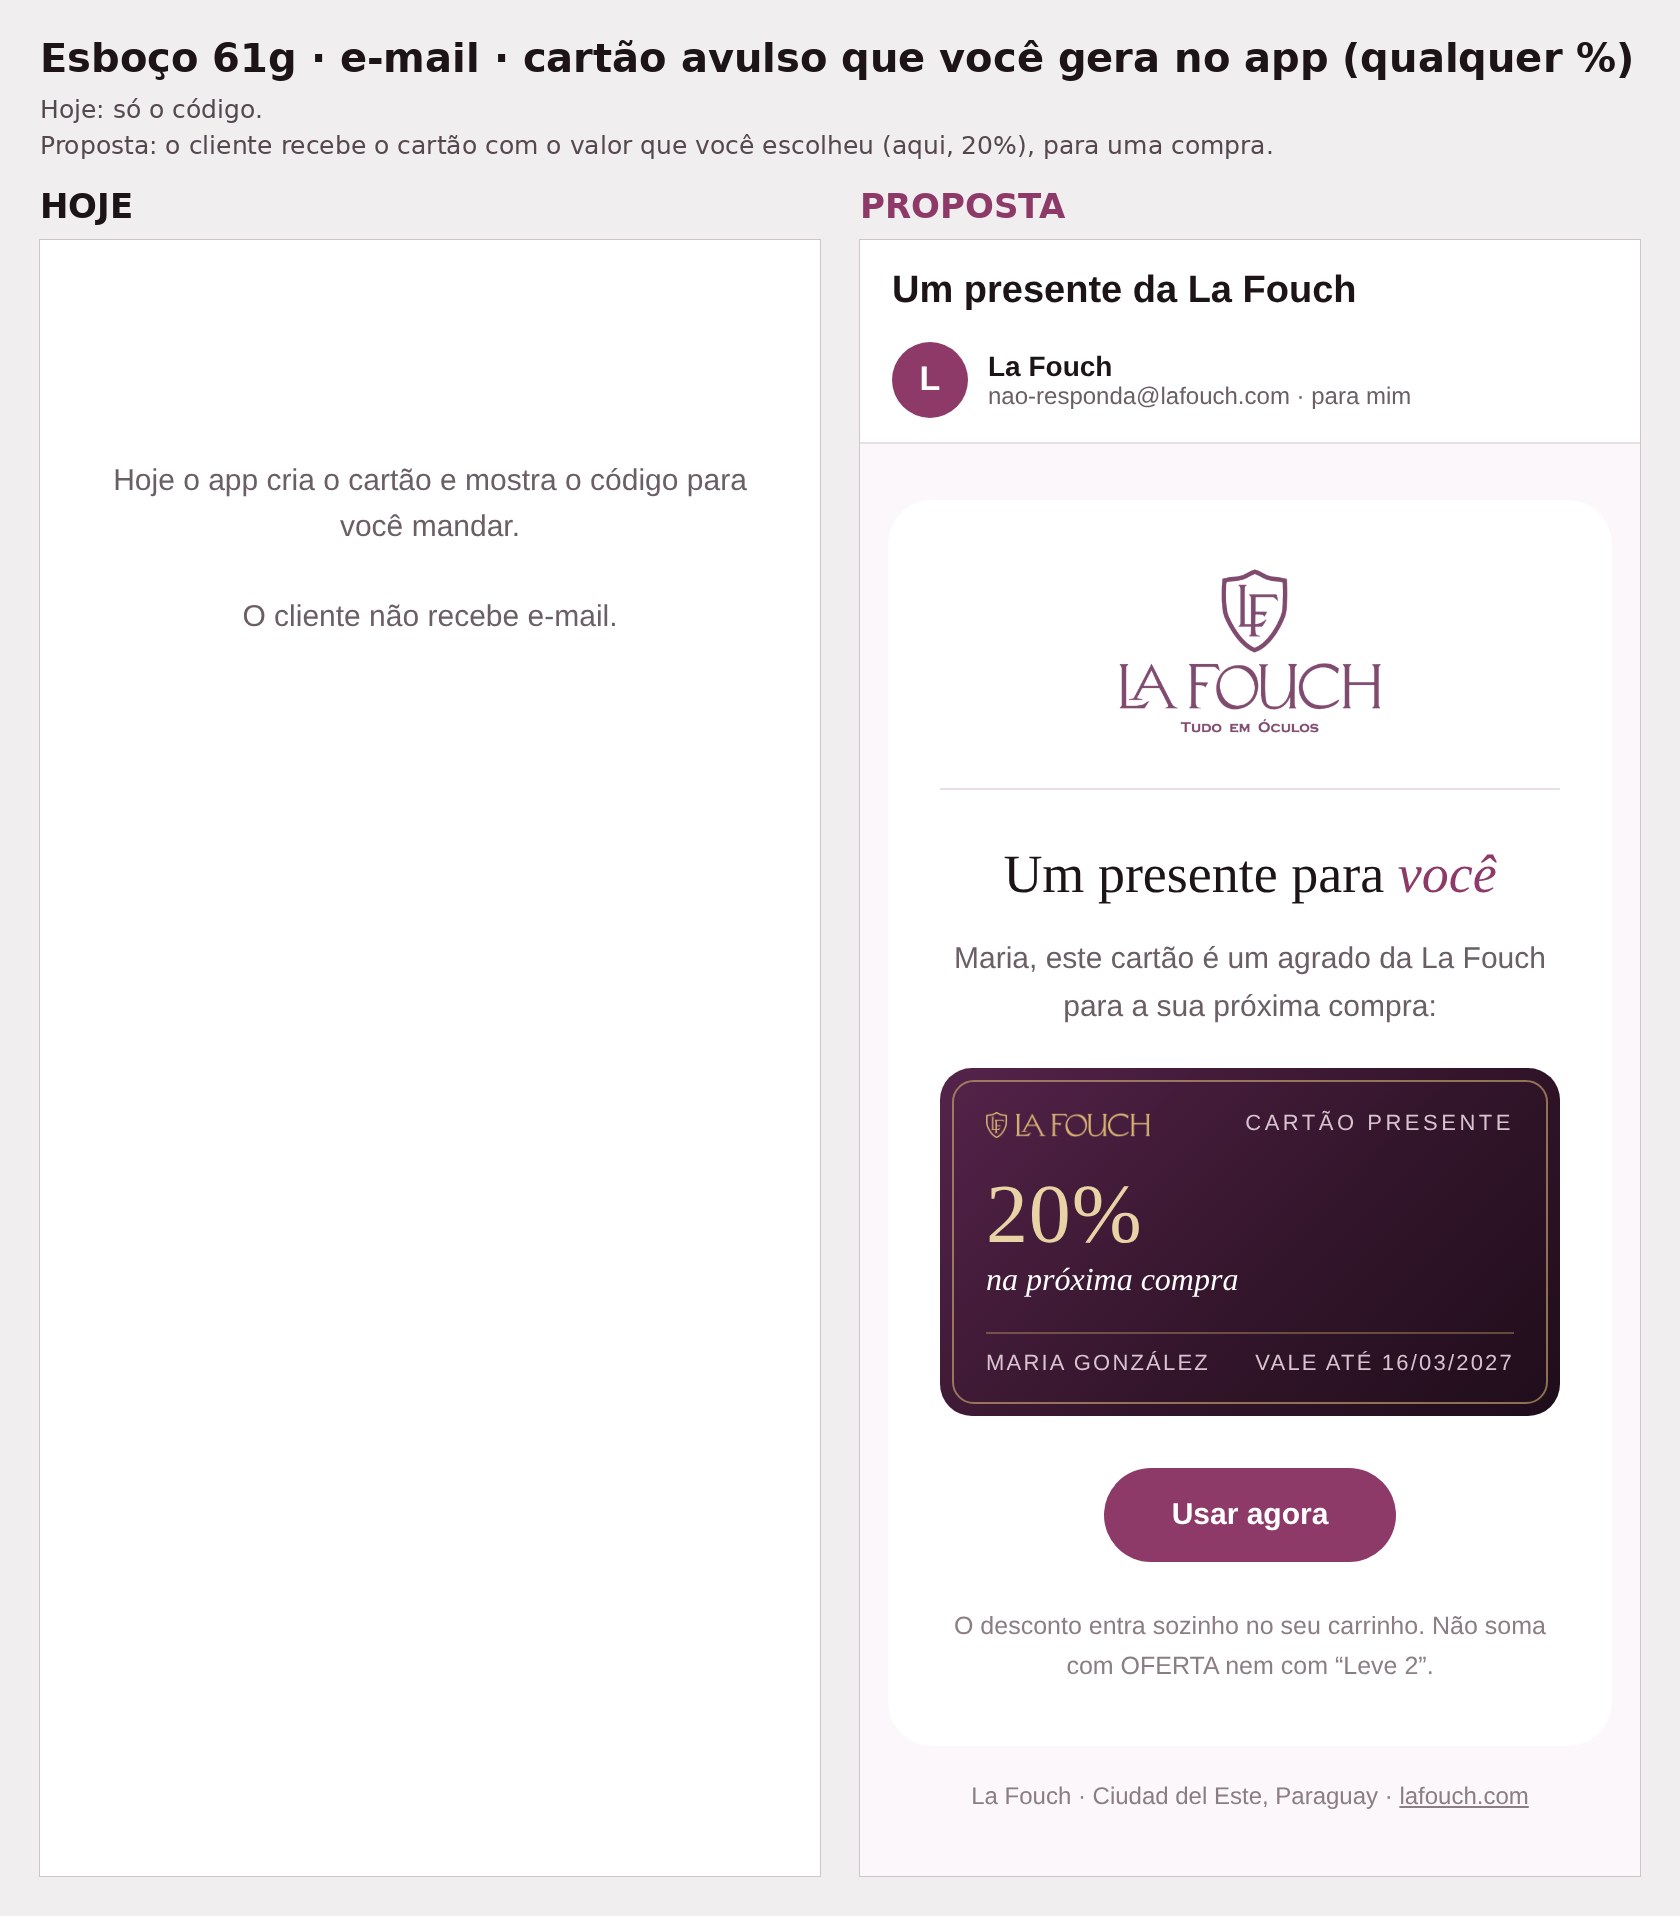 Esboço 61g · e-mail · cartão avulso que você gera no app (qualquer %)
Hoje: só o código.
Proposta: o cliente recebe o cartão com o valor que você escolheu (aqui, 20%), para uma compra.
HOJE
Hoje o app cria o cartão e mostra o código para
você mandar.
O cliente não recebe e-mail.
PROPOSTA
Um presente da La Fouch
L
La Fouch
nao-responda@lafouch.com · para mim
LF
LA FOUCH
Tudo em Óculos
Um presente para você
Maria, este cartão é um agrado da La Fouch
para a sua próxima compra:
LF LA FOUCH
CARTÃO PRESENTE
20%
na próxima compra
MARIA GONZÁLEZ
VALE ATÉ 16/03/2027
Usar agora
O desconto entra sozinho no seu carrinho. Não soma
com OFERTA nem com “Leve 2”.
La Fouch · Ciudad del Este, Paraguay · lafouch.com